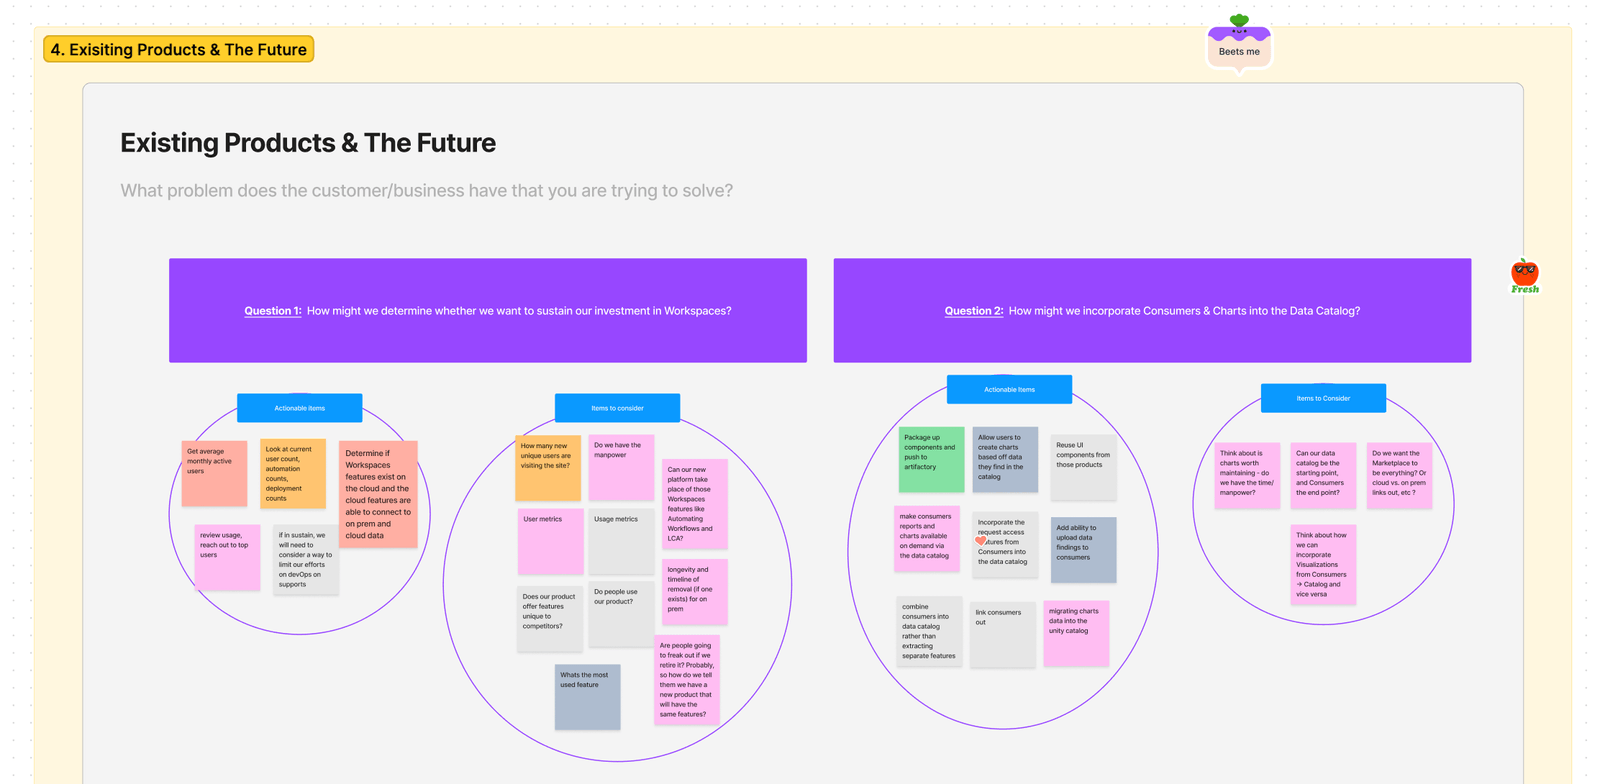 4. Exisiting Products & The Future
Beets me
Existing Products & The Future
What problem does the customer/business have that you are trying to solve?
Fresh
Question 1: How might we determine whether we want to sustain our investment in Workspaces?
Question 2: How might we incorporate Consumers & Charts into the Data Catalog?
Actionable items
Get average
monthly active
users
Look at current
user count,
automation
counts,
deployment
counts
Determine if
Workspaces
features exist on
the cloud and the
cloud features are
able to connect to
on prem and
cloud data
review usage,
reach out to top
users
if in sustain, we
will need to
consider a way to
limit our efforts
on devOps on
supports
Items to consider
How many new
unique users are
visiting the site?
Do we have the
manpower
Can our new
platform take
place of those
Workspaces
features like
Automating
Workflows and
LCA?
User metrics
Usage metrics
longevity and
timeline of
removal (if one
exists) for on
prem
Does our product
offer features
unique to
competitors?
Do people use
our product?
Are people going
to freak out if we
retire it? Probably,
so how do we tell
them we have a
new product that
will have the
same features?
Whats the most
used feature
Actionable Items
Package up
components and
push to
artifactory
Allow users to
create charts
based off data
they find in the
catalog
Reuse UI
components from
those products
make consumers
reports and
charts available
on demand via
the data catalog
Incorporate the
request access
tures from
Consumers into
the data catalog
Add ability to
upload data
findings to
consumers
combine
consumers into
data catalog
rather than
extracting
separate features
link consumers
out
migrating charts
data into the
unity catalog
Items to Consider
Think about is
charts worth
maintaining - do
we have the time/
manpower?
Can our data
catalog be the
starting point,
and Consumers
the end point?
Do we want the
Marketplace to
be everything? Or
cloud vs. on prem
links out, etc ?
Think about how
we can
incorporate
Visualizations
from Consumers
→ Catalog and
vice versa